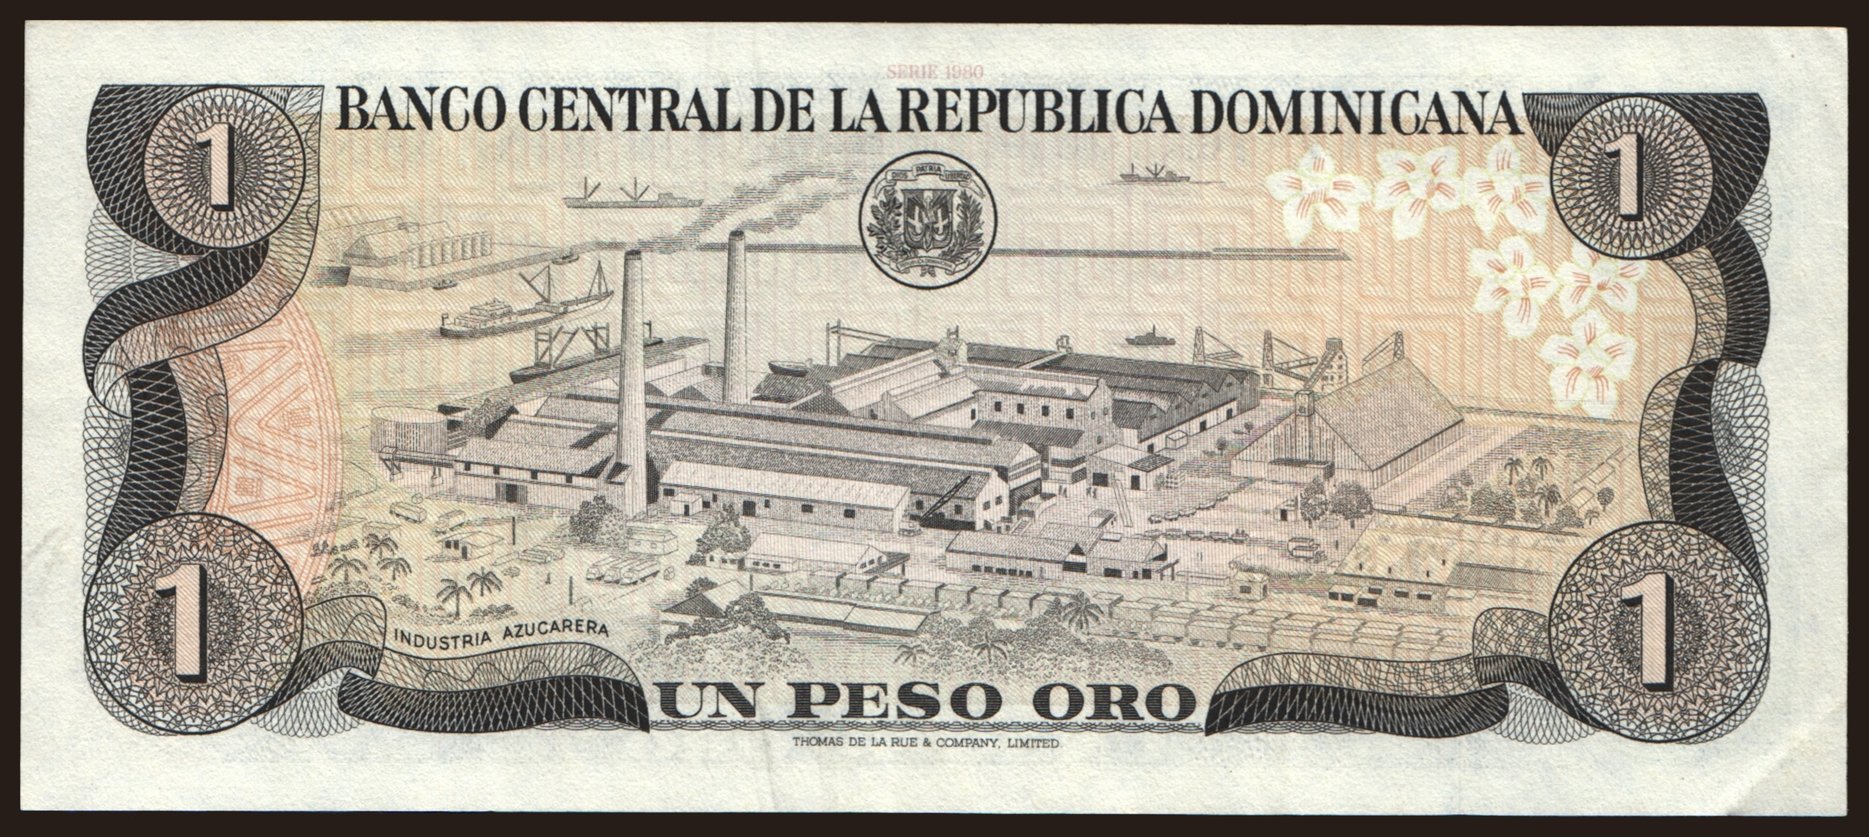 SERIE 1980
BANCO CENTRAL DE LA REPUBLICA DOMINICANA
1
1
DIOS PATRIA LIBERTAD
INDUSTRIA AZUCARERA
1
1
UN PESO ORO
THOMAS DE LA RUE & COMPANY, LIMITED.